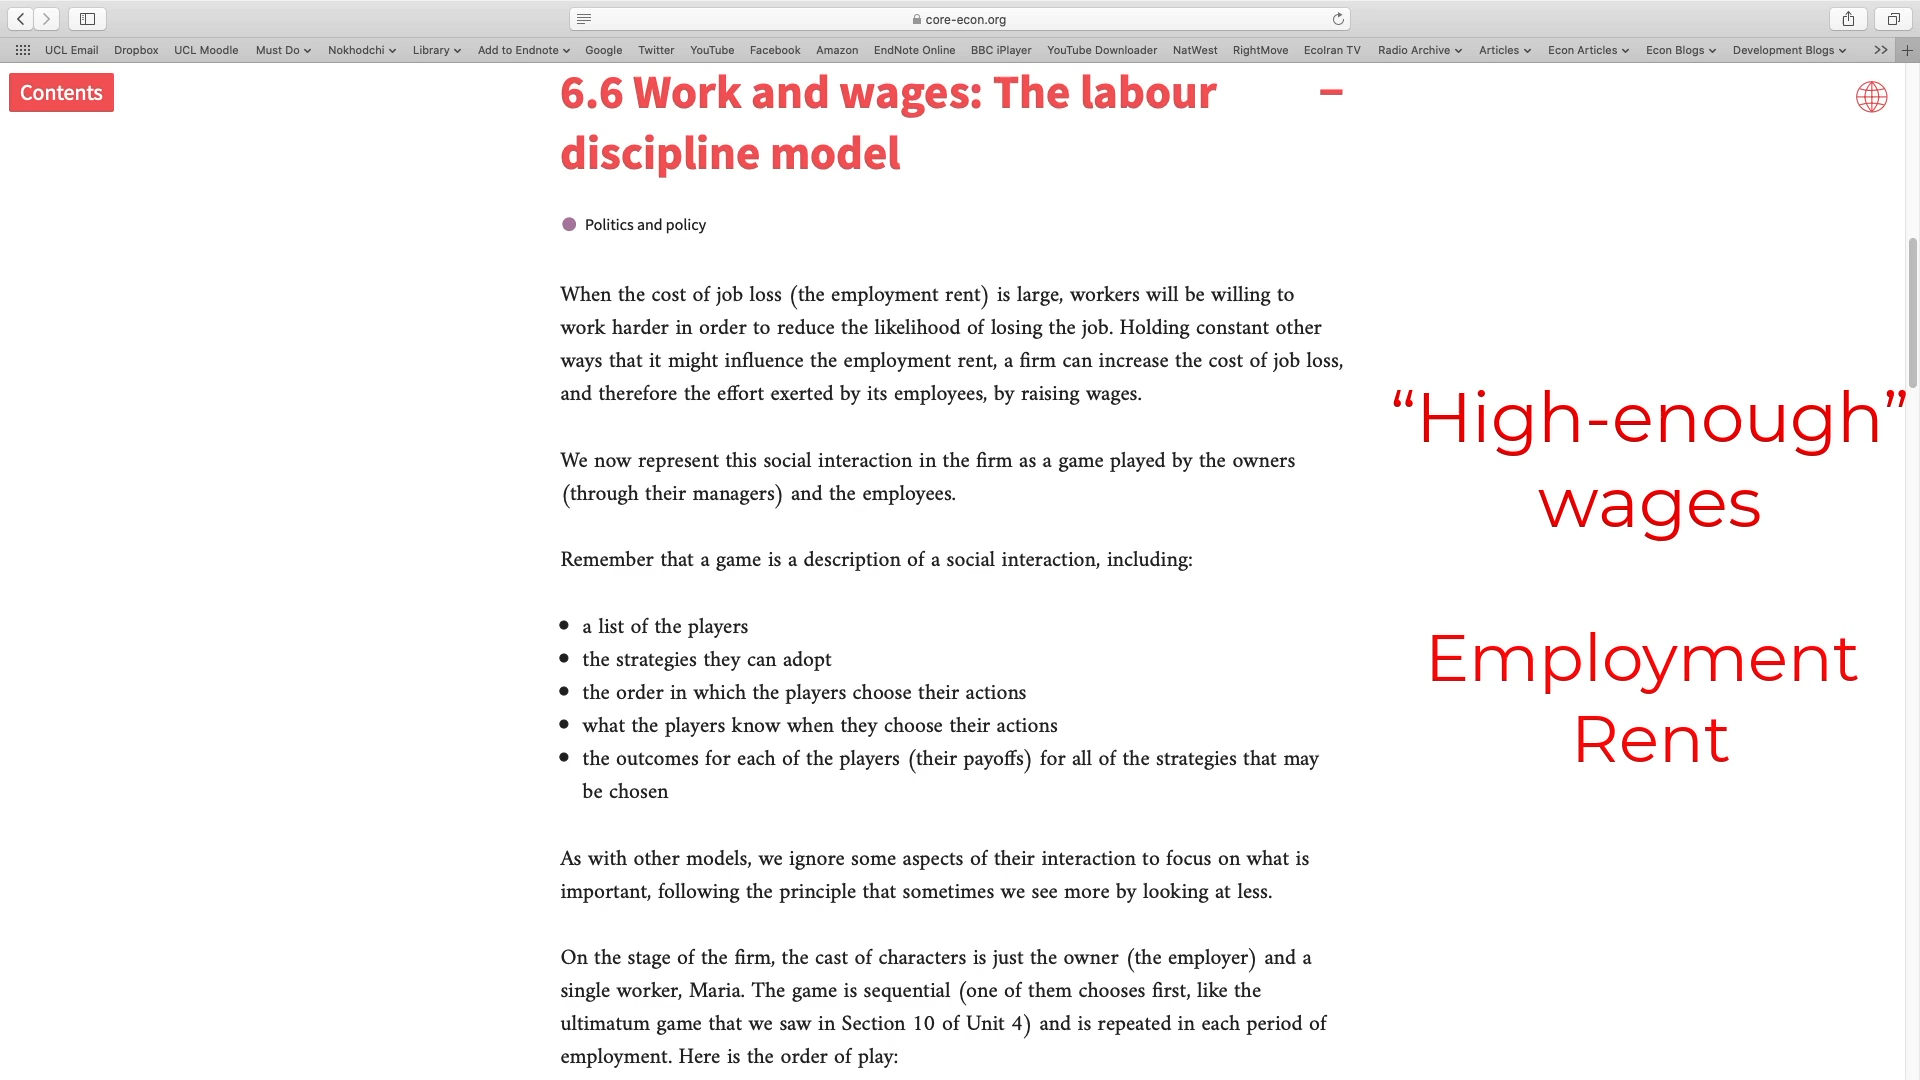 core-econ.org
UCL Email Dropbox UCL Moodle Must Do Nokhodchi Library Add to Endnote Google Twitter YouTube Facebook Amazon EndNote Online BBC iPlayer YouTube Downloader NatWest RightMove EcoIran TV Radio Archive Articles Econ Articles Econ Blogs Development Blogs
Contents
6.6 Work and wages: The labour
discipline model
Politics and policy
When the cost of job loss (the employment rent) is large, workers will be willing to
work harder in order to reduce the likelihood of losing the job. Holding constant other
ways that it might influence the employment rent, a firm can increase the cost of job loss,
and therefore the effort exerted by its employees, by raising wages.
We now represent this social interaction in the firm as a game played by the owners
(through their managers) and the employees.
Remember that a game is a description of a social interaction, including:
• a list of the players
• the strategies they can adopt
• the order in which the players choose their actions
• what the players know when they choose their actions
• the outcomes for each of the players (their payoffs) for all of the strategies that may
be chosen
As with other models, we ignore some aspects of their interaction to focus on what is
important, following the principle that sometimes we see more by looking at less.
On the stage of the firm, the cast of characters is just the owner (the employer) and a
single worker, Maria. The game is sequential (one of them chooses first, like the
ultimatum game that we saw in Section 10 of Unit 4) and is repeated in each period of
employment. Here is the order of play:
“High-enough”
wages
Employment
Rent